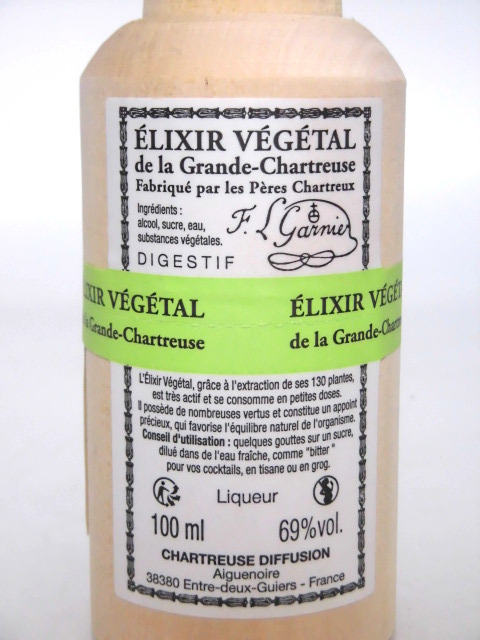 ÉLIXIR VÉGÉTAL
de la Grande-Chartreuse
Fabriqué par les Pères Chartreux
Ingrédients :
alcool, sucre, eau,
substances végétales.
F. L Garnier
DIGESTIF
IXIR VÉGÉTAL
la Grande-Chartreuse
ÉLIXIR VÉGÉT
de la Grande-Chartr
L'Élixir Végétal, grâce à l'extraction de ses 130 plantes,
est très actif et se consomme en petites doses.
Il possède de nombreuses vertus et constitue un appoint
précieux, qui favorise l'équilibre naturel de l'organisme.
Conseil d'utilisation : quelques gouttes sur un sucre,
dilué dans de l'eau fraîche, comme "bitter"
pour vos cocktails, en tisane ou en grog.
Liqueur
100 ml 69%vol.
CHARTREUSE DIFFUSION
Aiguenoire
38380 Entre-deux-Guiers - France